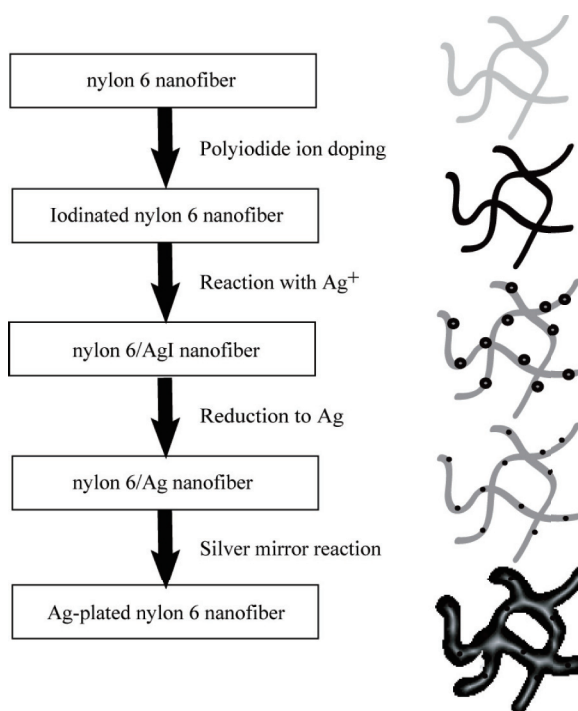 nylon 6 nanofiber
Polyiodide ion doping
Iodinated nylon 6 nanofiber
Reaction with Ag⁺
nylon 6/AgI nanofiber
Reduction to Ag
nylon 6/Ag nanofiber
Silver mirror reaction
Ag-plated nylon 6 nanofiber